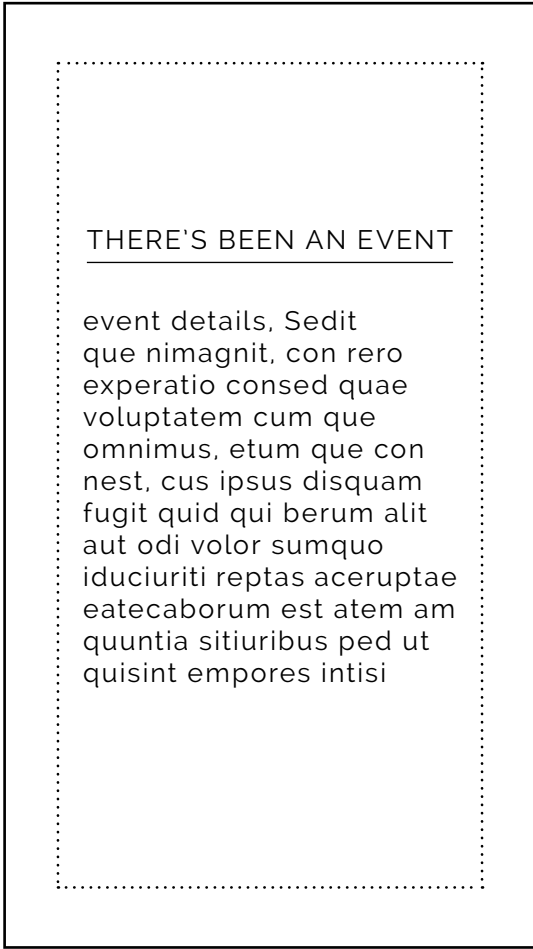 THERE'S BEEN AN EVENT
event details, Sedit
que nimagnit, con rero
experatio consed quae
voluptatem cum que
omnimus, etum que con
nest, cus ipsus disquam
fugit quid qui berum alit
aut odi volor sumquo
iduciuriti reptas aceruptae
eatecaborum est atem am
quuntia sitiuribus ped ut
quisint empores intisi